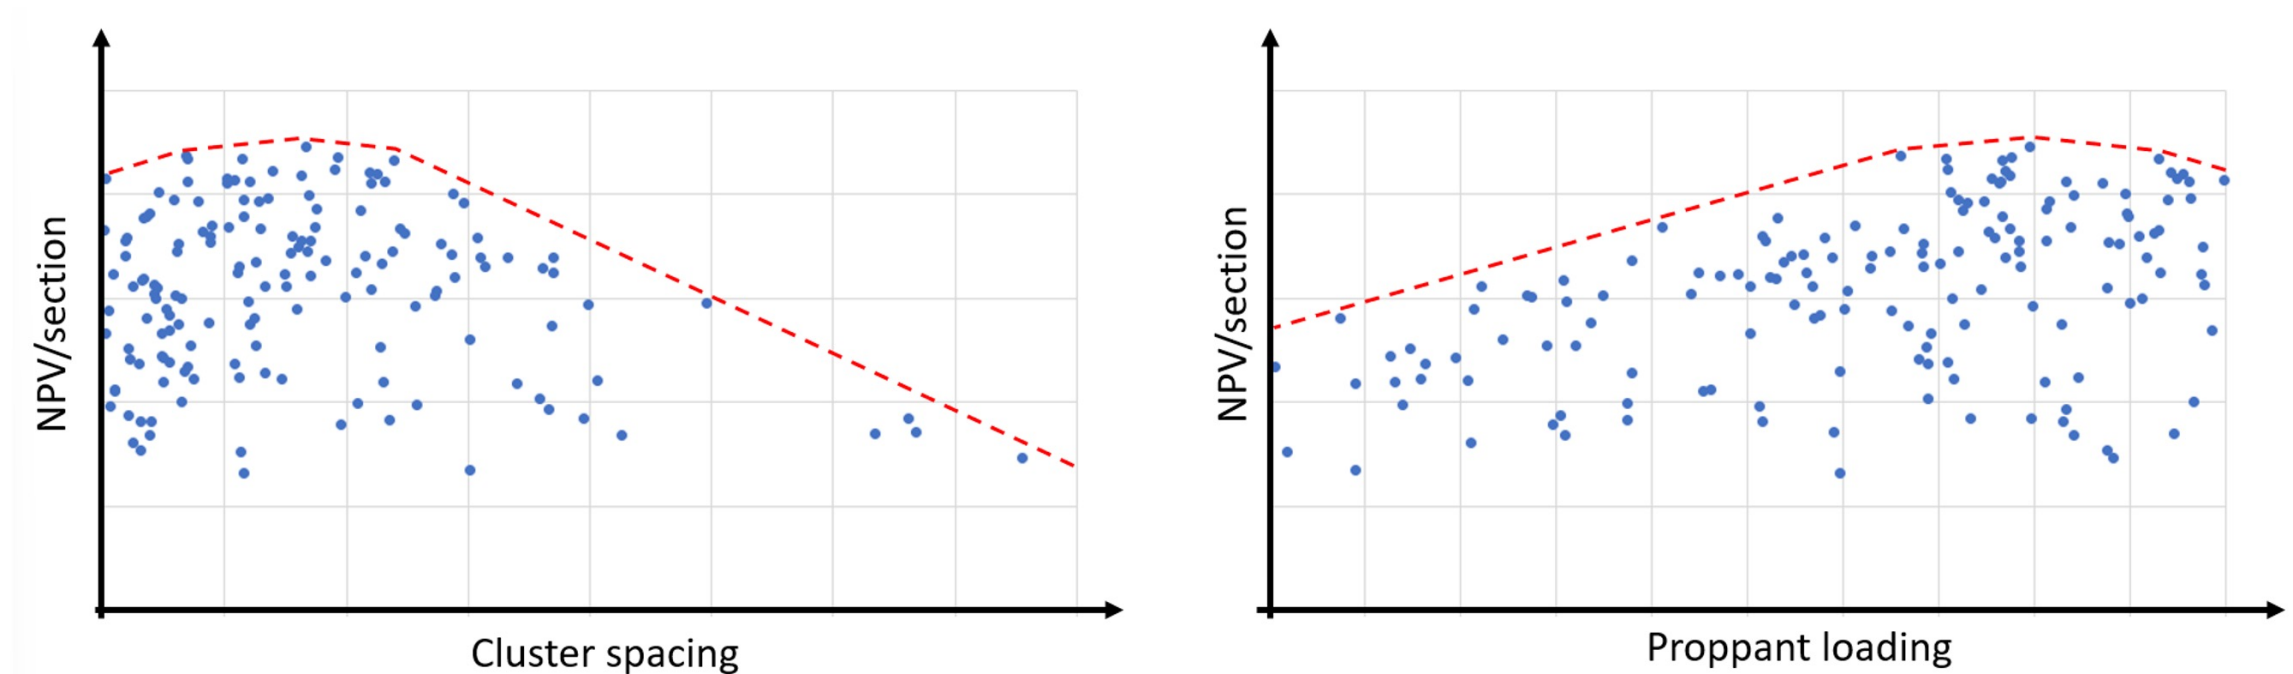 NPV/section
Cluster spacing
NPV/section
Proppant loading